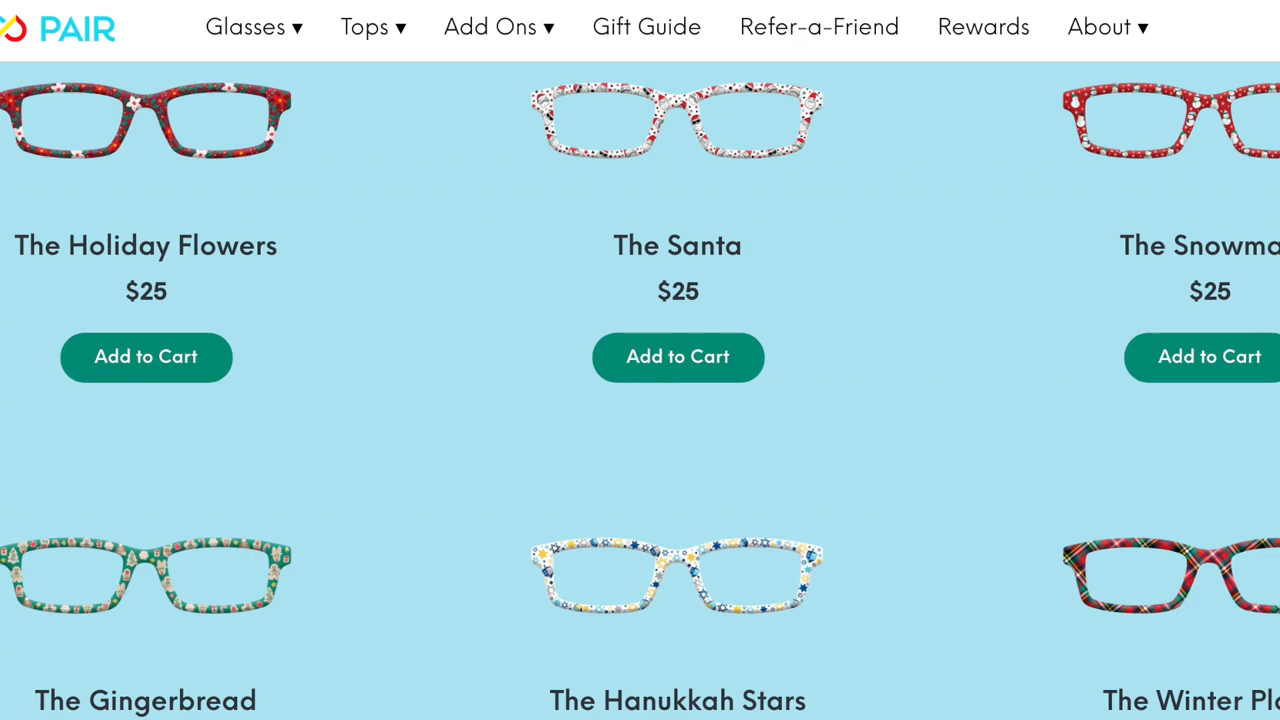 PAIR
Glasses ▾ Tops ▾ Add Ons ▾ Gift Guide Refer-a-Friend Rewards About ▾
The Holiday Flowers The Santa The Snowma
$25 $25 $25
Add to Cart Add to Cart Add to Cart
The Gingerbread The Hanukkah Stars The Winter Pla